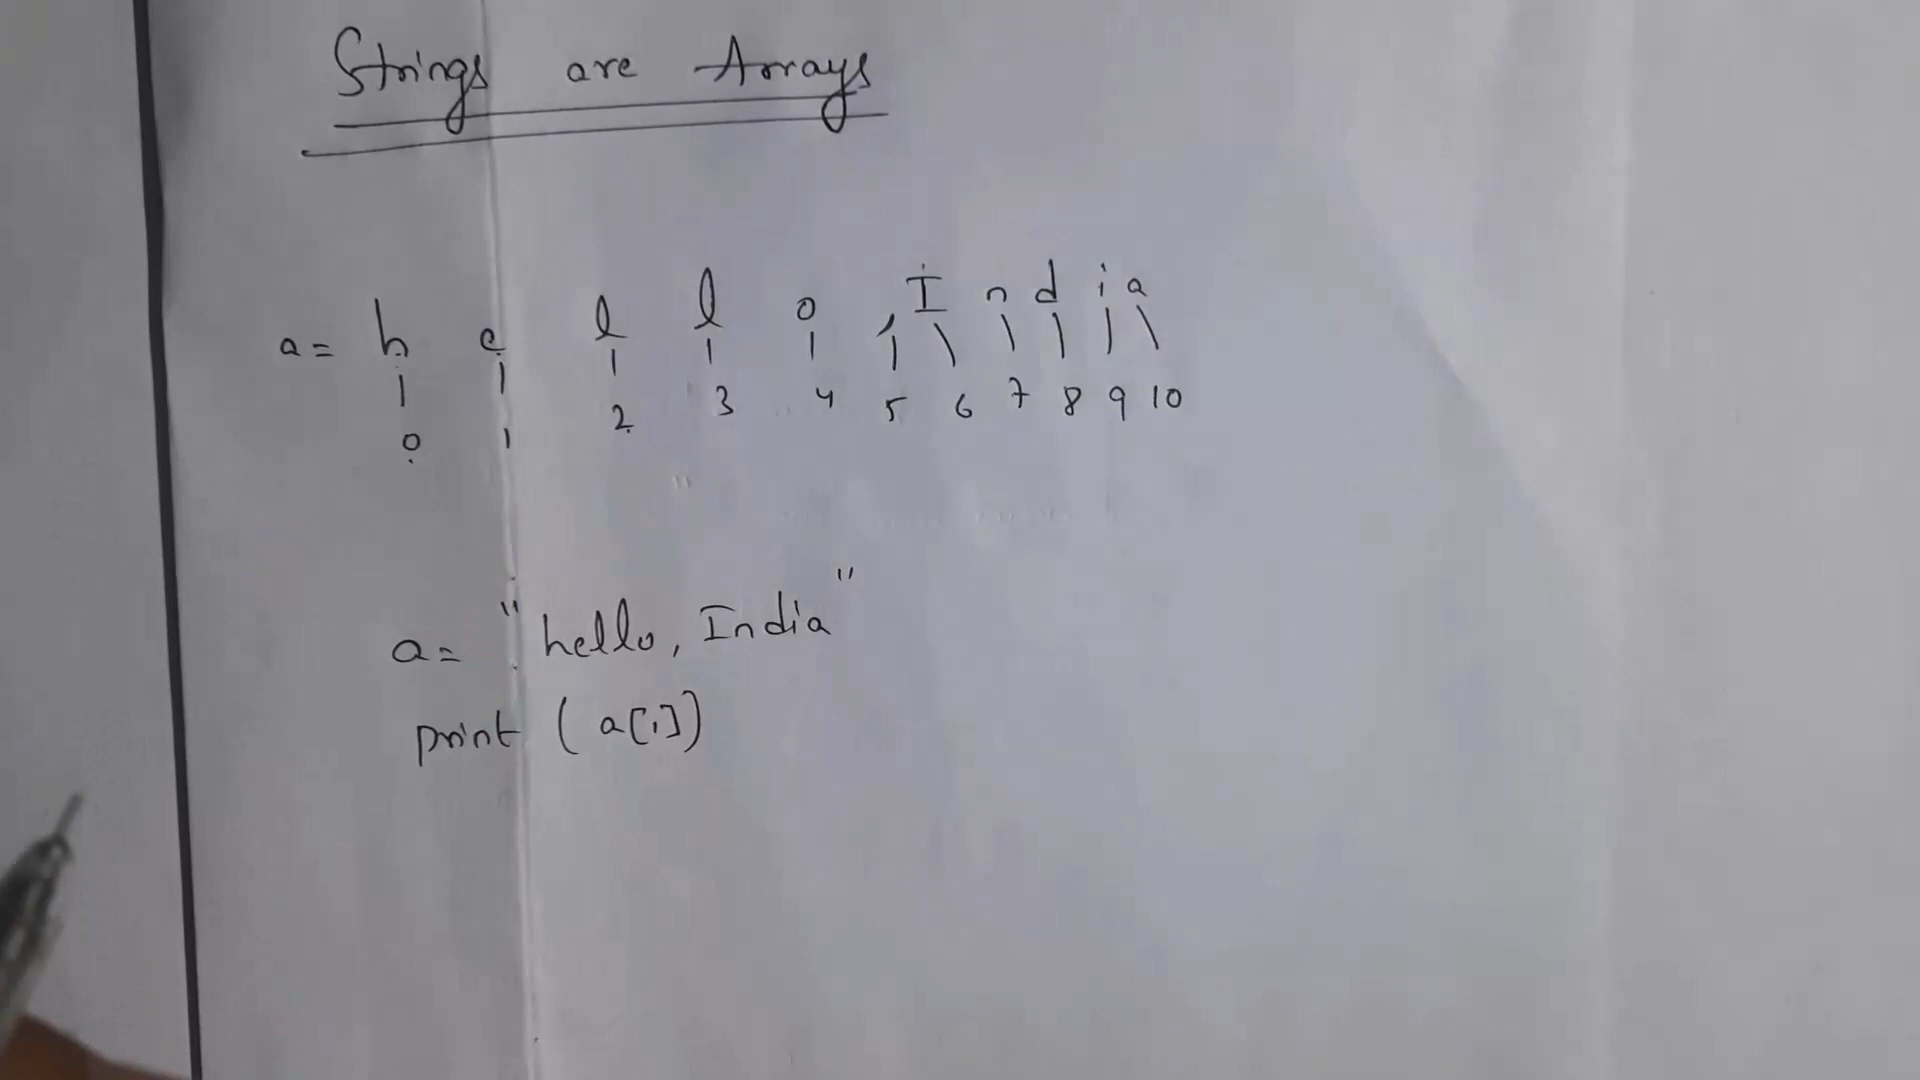 Strings are Arrays
a= h e l l o , I n d i a
0 1 2 3 4 5 6 7 8 9 10
a= "hello, India"
print (a[1])